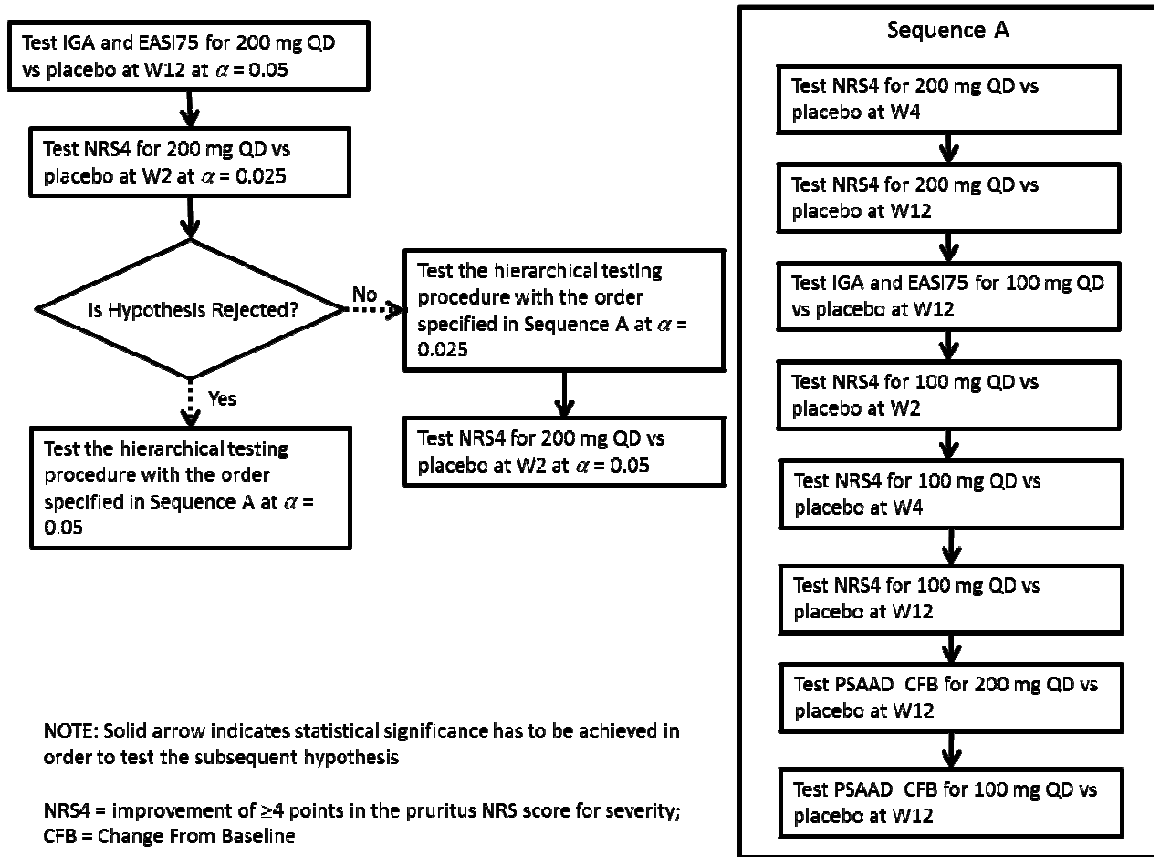 Test IGA and EASI75 for 200 mg QD
vs placebo at W12 at α = 0.05
Test NRS4 for 200 mg QD vs
placebo at W2 at α = 0.025
Is Hypothesis Rejected?
No
Yes
Test the hierarchical testing
procedure with the order
specified in Sequence A at α =
0.025
Test NRS4 for 200 mg QD vs
placebo at W2 at α = 0.05
Test the hierarchical testing
procedure with the order
specified in Sequence A at α =
0.05
NOTE: Solid arrow indicates statistical significance has to be achieved in
order to test the subsequent hypothesis
NRS4 = improvement of ≥4 points in the pruritus NRS score for severity;
CFB = Change From Baseline
Sequence A
Test NRS4 for 200 mg QD vs
placebo at W4
Test NRS4 for 200 mg QD vs
placebo at W12
Test IGA and EASI75 for 100 mg QD
vs placebo at W12
Test NRS4 for 100 mg QD vs
placebo at W2
Test NRS4 for 100 mg QD vs
placebo at W4
Test NRS4 for 100 mg QD vs
placebo at W12
Test PSAAD CFB for 200 mg QD vs
placebo at W12
Test PSAAD CFB for 100 mg QD vs
placebo at W12